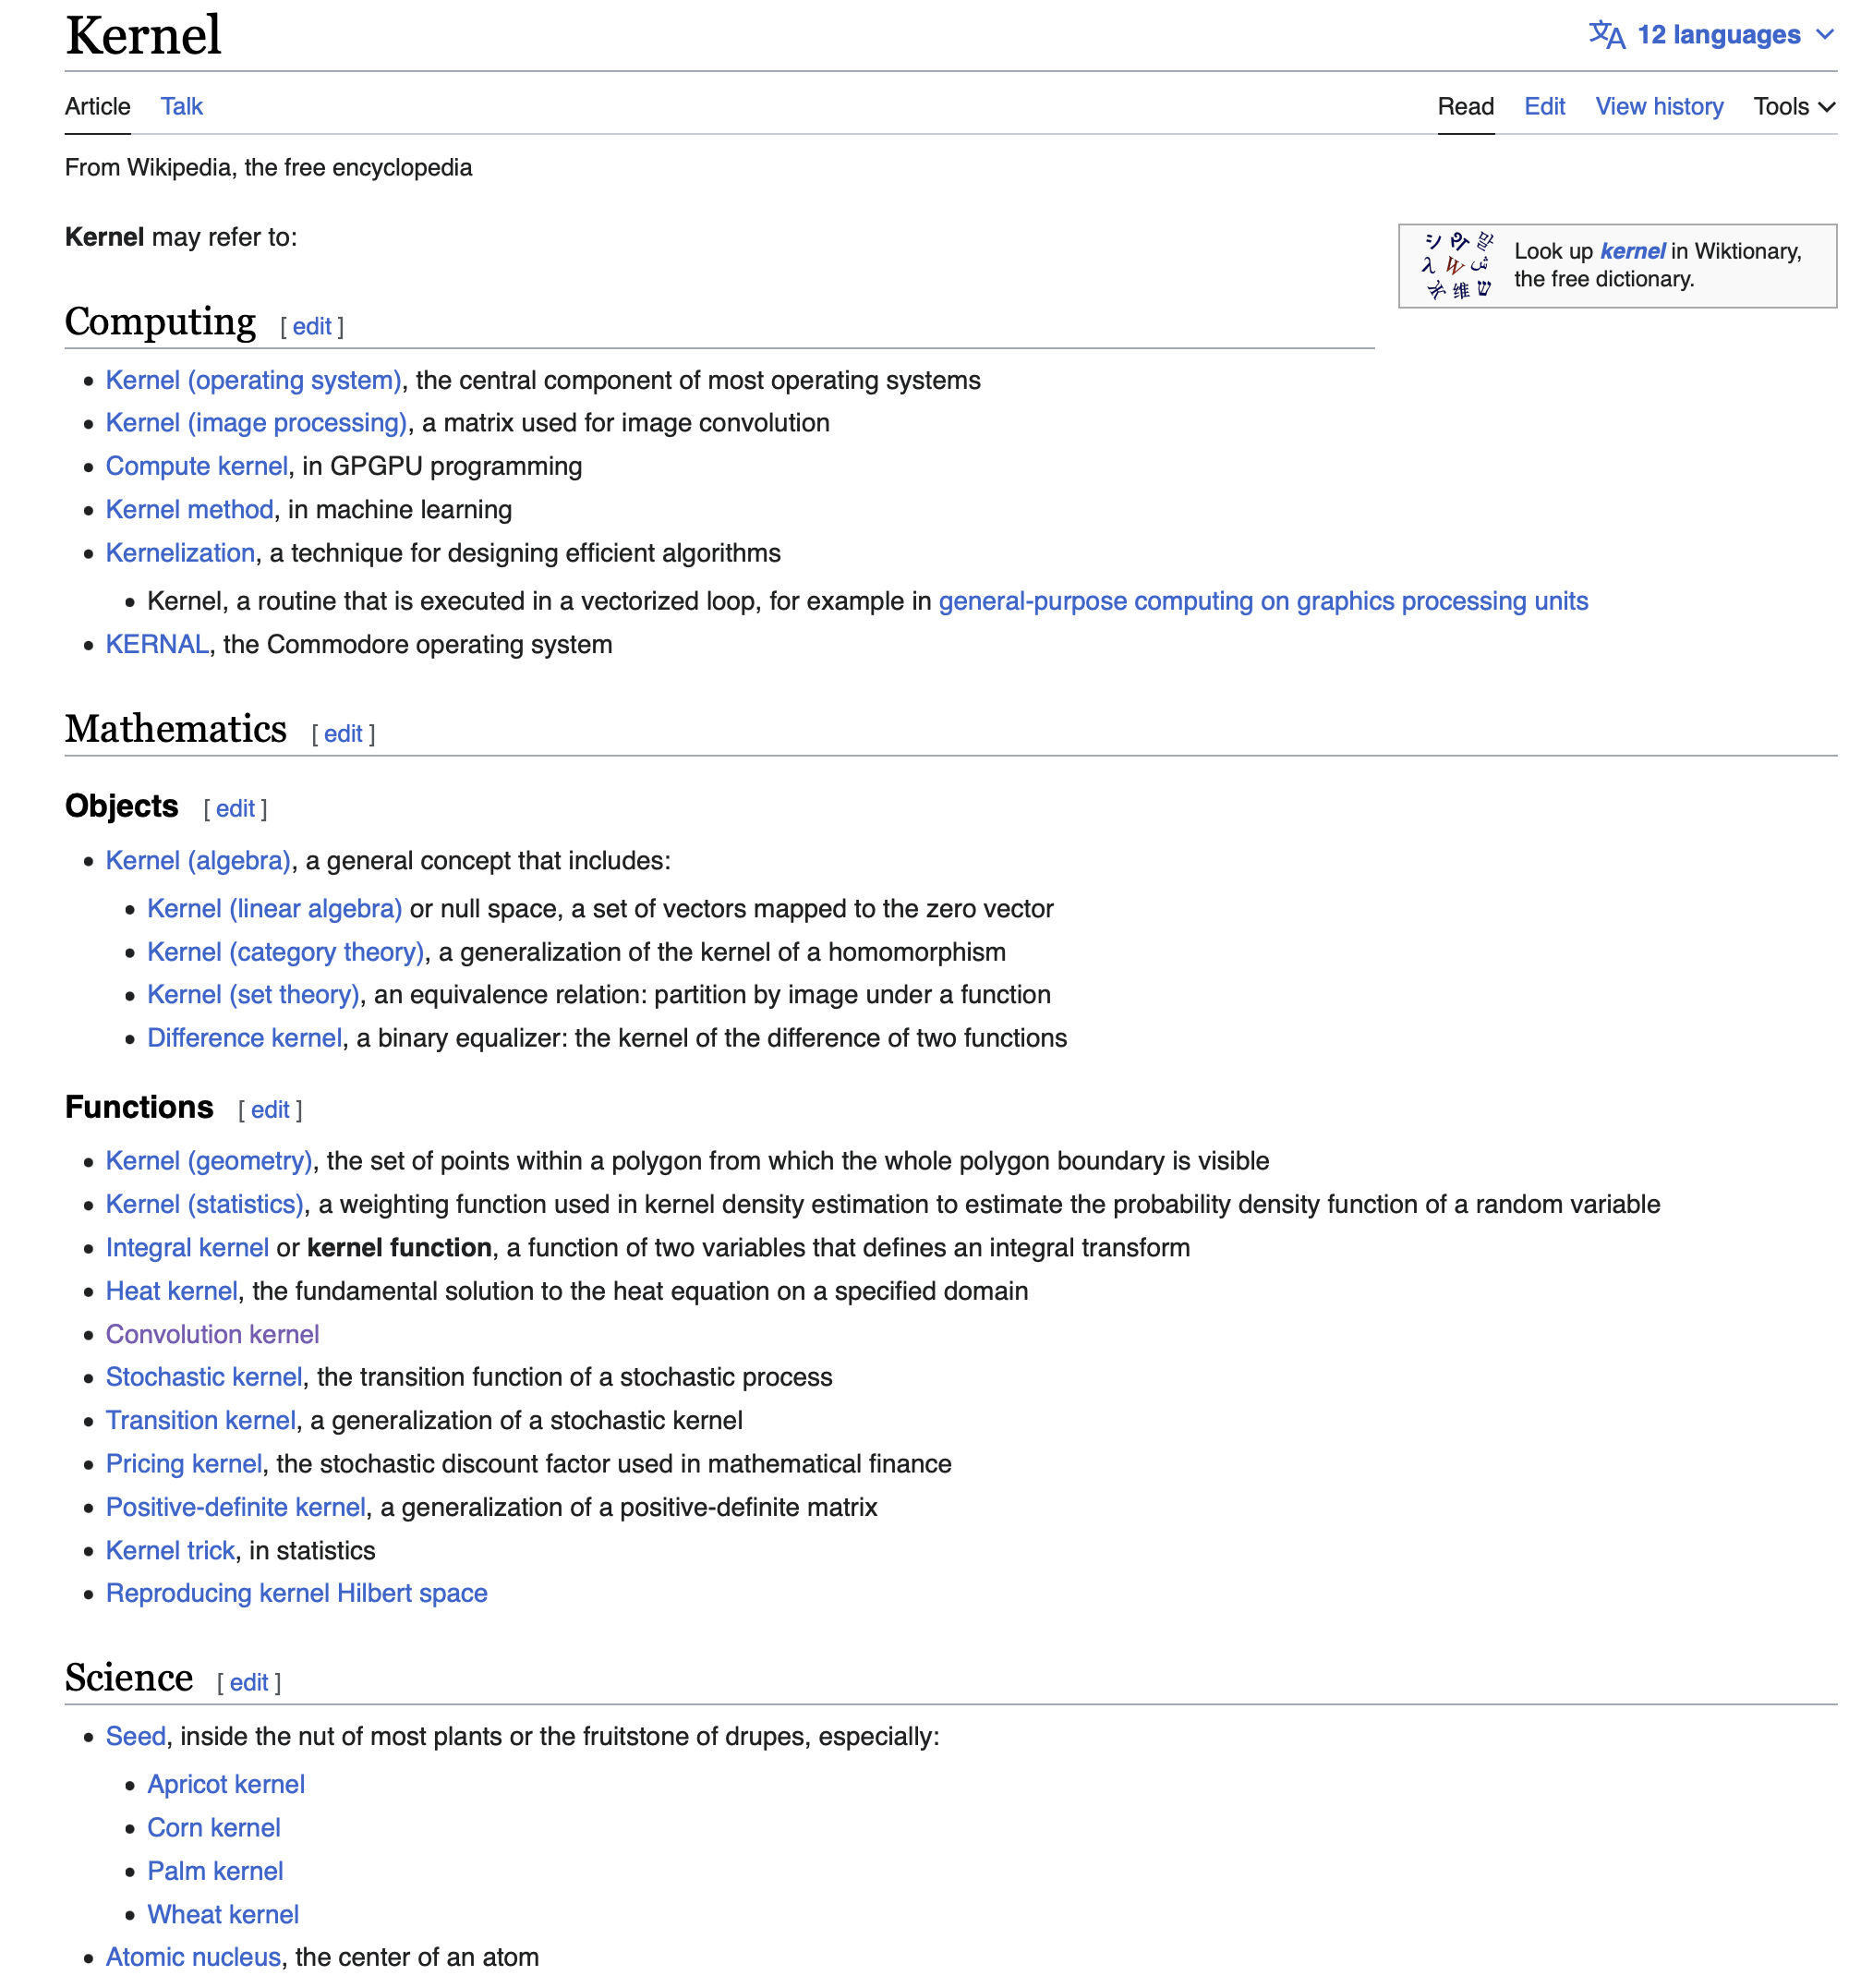 Kernel
12 languages
Article Talk Read Edit View history Tools
From Wikipedia, the free encyclopedia
Kernel may refer to:
Look up kernel in Wiktionary,
the free dictionary.
Computing [ edit ]
• Kernel (operating system), the central component of most operating systems
• Kernel (image processing), a matrix used for image convolution
• Compute kernel, in GPGPU programming
• Kernel method, in machine learning
• Kernelization, a technique for designing efficient algorithms
• Kernel, a routine that is executed in a vectorized loop, for example in general-purpose computing on graphics processing units
• KERNAL, the Commodore operating system
Mathematics [ edit ]
Objects [ edit ]
• Kernel (algebra), a general concept that includes:
• Kernel (linear algebra) or null space, a set of vectors mapped to the zero vector
• Kernel (category theory), a generalization of the kernel of a homomorphism
• Kernel (set theory), an equivalence relation: partition by image under a function
• Difference kernel, a binary equalizer: the kernel of the difference of two functions
Functions [ edit ]
• Kernel (geometry), the set of points within a polygon from which the whole polygon boundary is visible
• Kernel (statistics), a weighting function used in kernel density estimation to estimate the probability density function of a random variable
• Integral kernel or kernel function, a function of two variables that defines an integral transform
• Heat kernel, the fundamental solution to the heat equation on a specified domain
• Convolution kernel
• Stochastic kernel, the transition function of a stochastic process
• Transition kernel, a generalization of a stochastic kernel
• Pricing kernel, the stochastic discount factor used in mathematical finance
• Positive-definite kernel, a generalization of a positive-definite matrix
• Kernel trick, in statistics
• Reproducing kernel Hilbert space
Science [ edit ]
• Seed, inside the nut of most plants or the fruitstone of drupes, especially:
• Apricot kernel
• Corn kernel
• Palm kernel
• Wheat kernel
• Atomic nucleus, the center of an atom